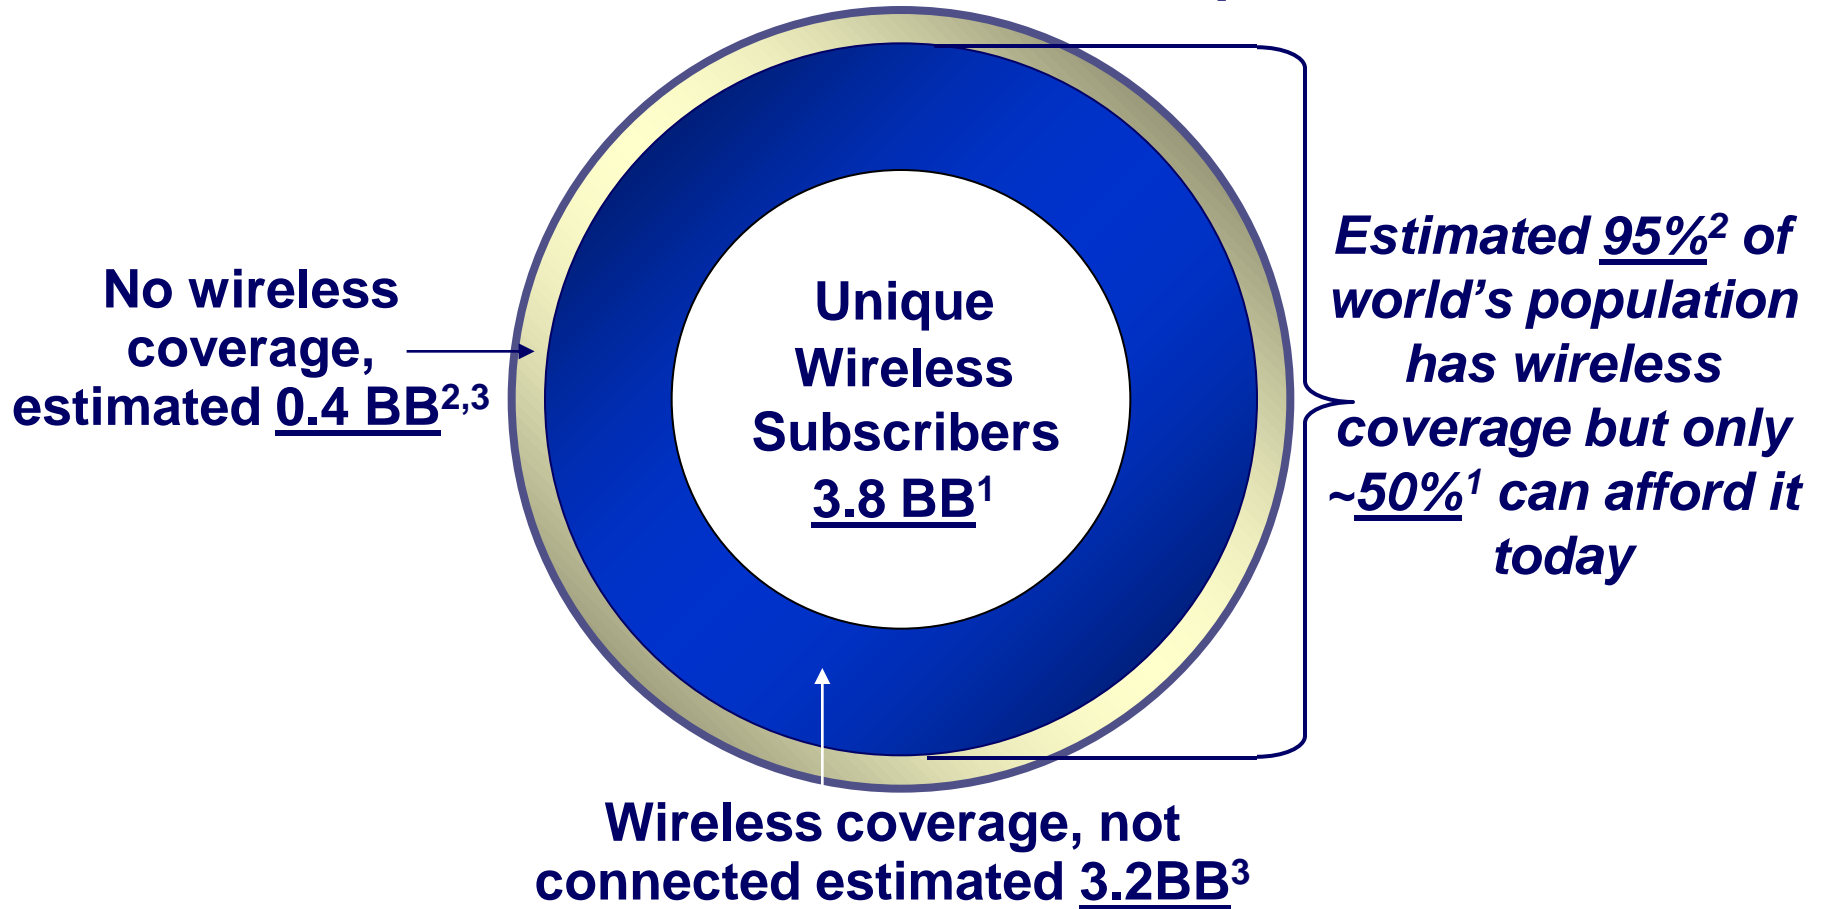 No wireless
coverage,
estimated 0.4 BB2,3
Unique
Wireless
Subscribers
3.8 BB1
Estimated 95%2 of
world’s population
has wireless
coverage but only
~50%1 can afford it
today
Wireless coverage, not
connected estimated 3.2BB3